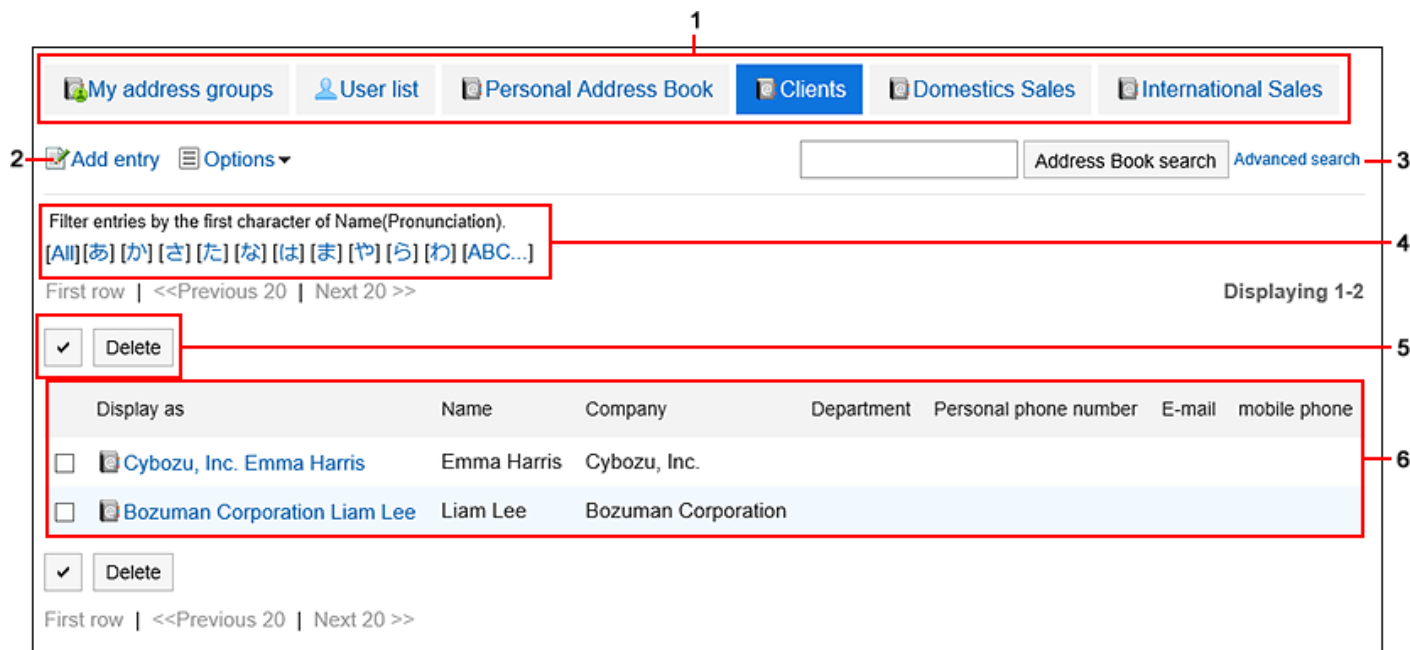 1
My address groups User list Personal Address Book Clients Domestics Sales International Sales
2 Add entry Options Address Book search Advanced search 3
Filter entries by the first character of Name(Pronunciation).
[All] [あ] [か] [さ] [た] [な] [は] [ま] [や] [ら] [わ] [ABC...] 4
First row | <<Previous 20 | Next 20 >> Displaying 1-2
Delete 5
Display as Name Company Department Personal phone number E-mail mobile phone
Cybozu, Inc. Emma Harris Emma Harris Cybozu, Inc. 6
Bozuman Corporation Liam Lee Liam Lee Bozuman Corporation
Delete
First row | <<Previous 20 | Next 20 >>